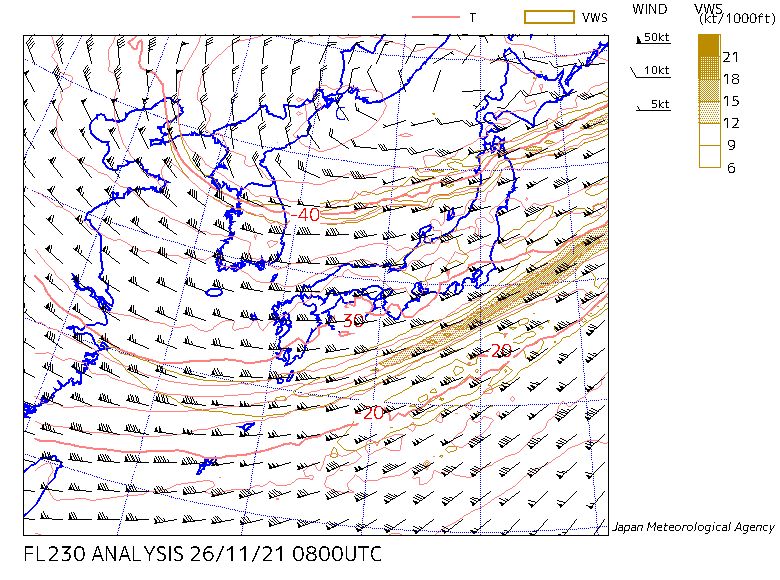 T
VWS
WIND
50kt
10kt
5kt
VWS
(kt/1000ft)
21
18
15
12
9
6
-40
-30
-20
20
Japan Meteorological Agency
FL230 ANALYSIS 26/11/21 0800UTC